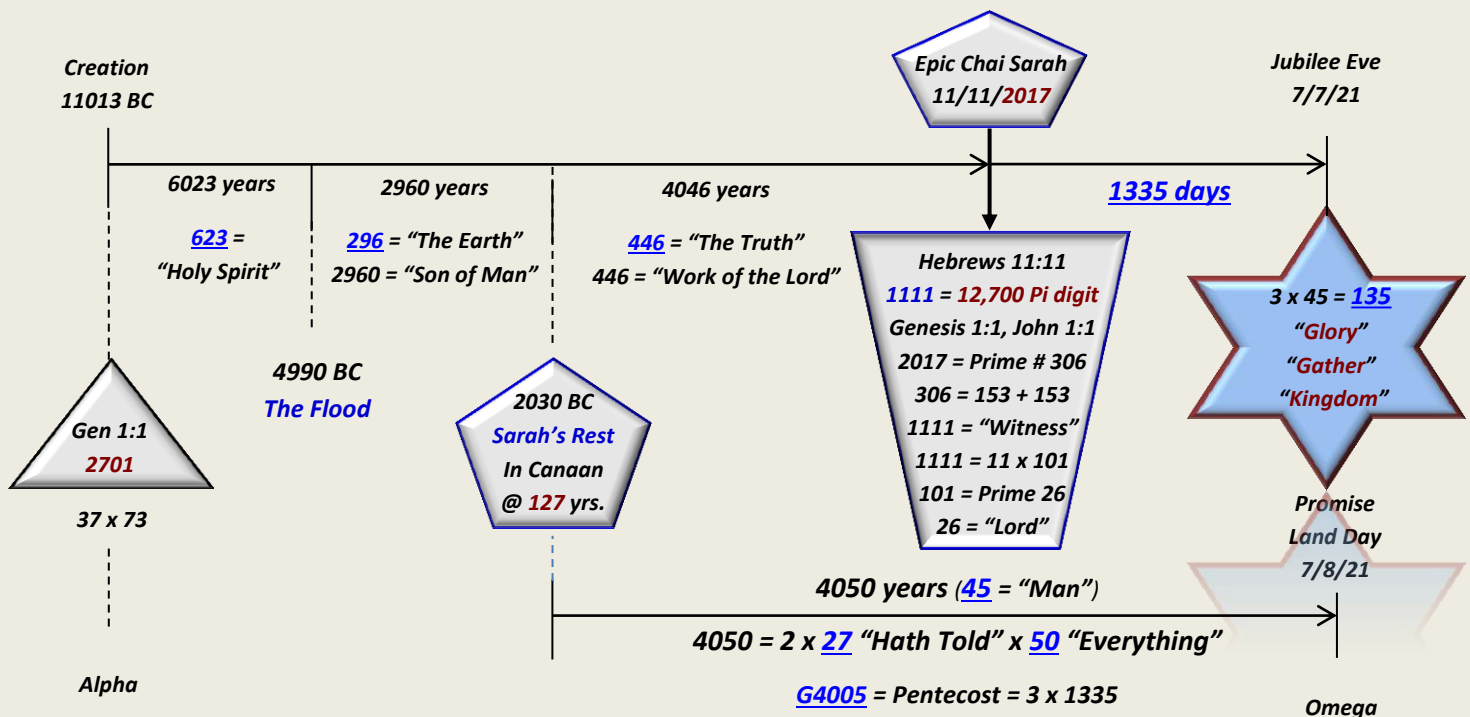 Creation
11013 BC
Epic Chai Sarah
11/11/2017
Jubilee Eve
7/7/21
6023 years
2960 years
4046 years
1335 days
623 =
"Holy Spirit"
296 = "The Earth"
2960 = "Son of Man"
446 = "The Truth"
446 = "Work of the Lord"
4990 BC
The Flood
Gen 1:1
2701
37 x 73
Alpha
2030 BC
Sarah's Rest
In Canaan
@ 127 yrs.
Hebrews 11:11
1111 = 12,700 Pi digit
Genesis 1:1, John 1:1
2017 = Prime # 306
306 = 153 + 153
1111 = "Witness"
1111 = 11 x 101
101 = Prime 26
26 = "Lord"
3 x 45 = 135
"Glory"
"Gather"
"Kingdom"
Promise
Land Day
7/8/21
4050 years (45 = "Man")
4050 = 2 x 27 "Hath Told" x 50 "Everything"
G4005 = Pentecost = 3 x 1335
Omega